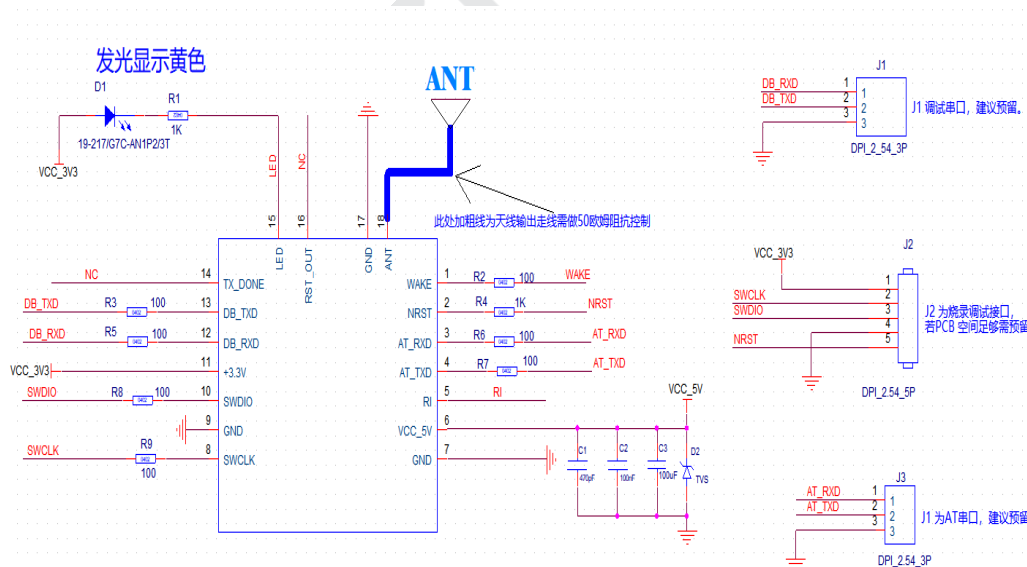 发光显示黄色
D1
R1
1K
19-217/G7C-AN1P2/3T
VCC_3V3
LED
NC
ANT
此处加粗线为天线输出走线需做50欧姆阻抗控制
15
16
17
18
LED
RST_OUT
GND
ANT
NC
14
TX_DONE
DB_TXD
R3
100
13
DB_TXD
DB_RXD
R5
100
12
DB_RXD
VCC_3V3
11
+3.3V
SWDIO
R8
100
10
SWDIO
9
GND
SWCLK
R9
100
8
SWCLK
WAKE
1
R2
100
WAKE
NRST
2
R4
1K
NRST
AT_RXD
3
R6
100
AT_RXD
AT_TXD
4
R7
100
AT_TXD
RI
5
RI
VCC_5V
6
GND
7
VCC_5V
C1
470pF
C2
100nF
C3
100uF
D2
TVS
J1
DB_RXD
1
1
DB_TXD
2
2
3
3
J1 调试串口，建议预留。
DPI_2_54_3P
J2
VCC_3V3
1
SWCLK
2
SWDIO
3
4
NRST
5
J2 为烧录调试接口，
若PCB 空间足够需预留
DPI_2.54_5P
J3
AT_RXD
1
1
AT_TXD
2
2
3
3
J1 为AT串口，建议预留
DPI_2.54_3P